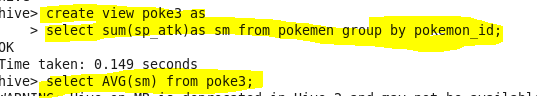 hive> create view poke3 as
    > select sum(sp_atk)as sm from pokemen group by pokemon_id;
OK
Time taken: 0.149 seconds
hive> select AVG(sm) from poke3;